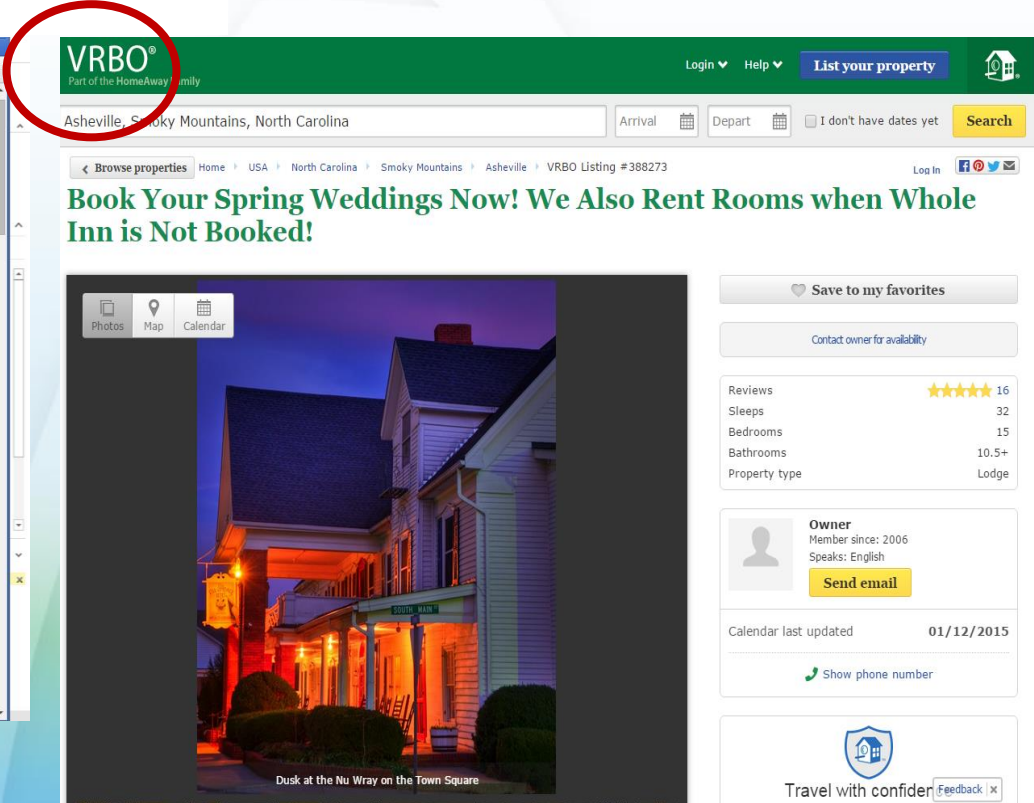 VRBO®
Part of the HomeAway family
Login Help List your property
Asheville, Smoky Mountains, North Carolina
Arrival Depart I don't have dates yet Search
Browse properties Home USA North Carolina Smoky Mountains Asheville VRBO Listing #388273
Log In
Book Your Spring Weddings Now! We Also Rent Rooms when Whole
Inn is Not Booked!
Photos Map Calendar
SOUTH MAIN
Dusk at the Nu Wray on the Town Square
Save to my favorites
Contact owner for availability
Reviews 16
Sleeps 32
Bedrooms 15
Bathrooms 10.5+
Property type Lodge
Owner
Member since: 2006
Speaks: English
Send email
Calendar last updated 01/12/2015
Show phone number
Travel with confidence
Feedback x